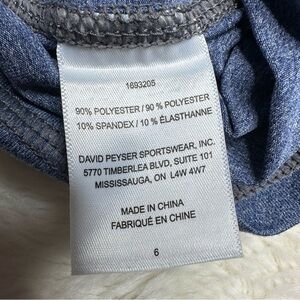 1693205
90% POLYESTER / 90 % POLYESTER
10% SPANDEX / 10 % ÉLASTHANNE
DAVID PEYSER SPORTSWEAR, INC.
5770 TIMBERLEA BLVD, SUITE 101
MISSISSAUGA, ON L4W 4W7
MADE IN CHINA
FABRIQUÉ EN CHINE
6